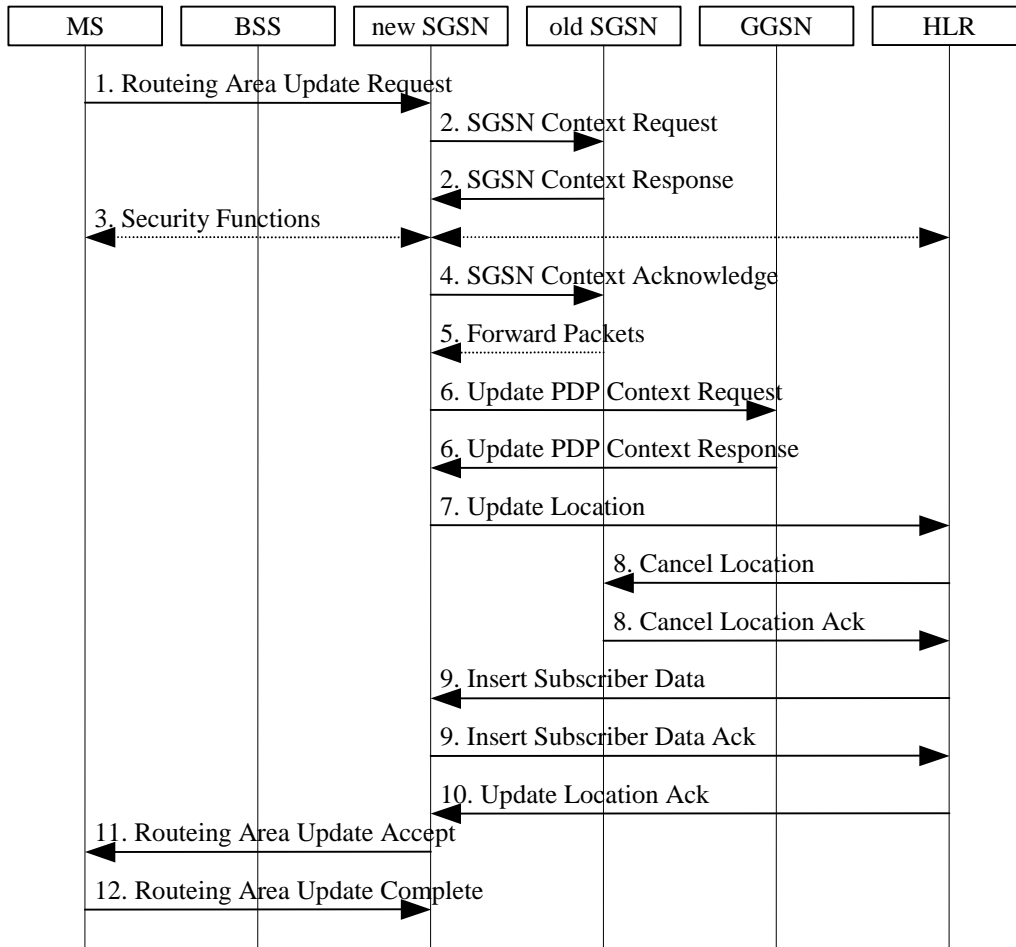 MS BSS new SGSN old SGSN GGSN HLR
1. Routeing Area Update Request
2. SGSN Context Request
2. SGSN Context Response
3. Security Functions
4. SGSN Context Acknowledge
5. Forward Packets
6. Update PDP Context Request
6. Update PDP Context Response
7. Update Location
8. Cancel Location
8. Cancel Location Ack
9. Insert Subscriber Data
9. Insert Subscriber Data Ack
10. Update Location Ack
11. Routeing Area Update Accept
12. Routeing Area Update Complete